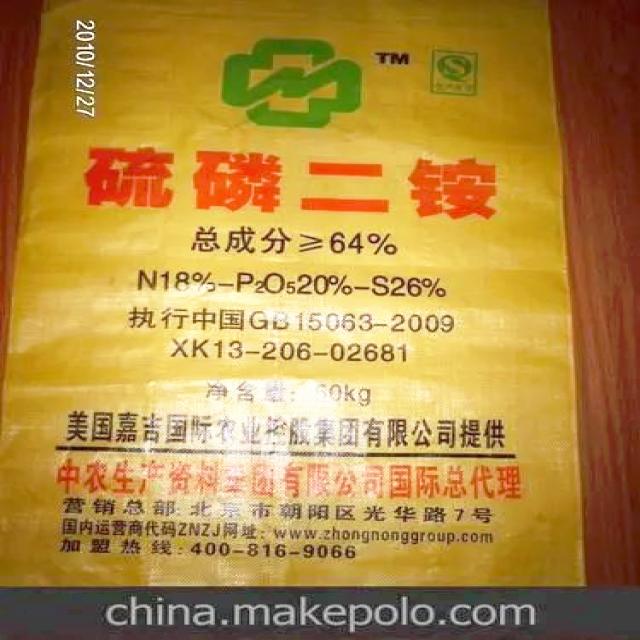 2010/12/27
TM
硫磷二铵
总成分≥64%
N18%-P₂O₅20%-S26%
执行中国GB15063-2009
XK13-206-02681
净含量: 50kg
美国嘉吉国际农业控股集团有限公司提供
中农生产资料集团有限公司国际总代理
营销总部:北京市朝阳区光华路7号
国内运营商代码ZNZJ网址:www.zhongnonggroup.com
加盟热线:400-816-9066
china.makepolo.com